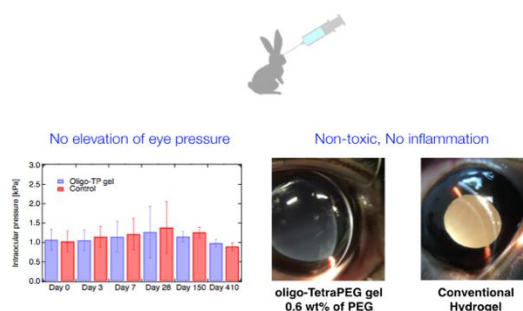 No elevation of eye pressure
Non-toxic, No inflammation
Intraocular pressure [kPa]
3.0
2.5
2.0
1.5
1.0
0.5
0.0
Oligo-TP gel
Control
Day 0 Day 3 Day 7 Day 28 Day 150 Day 410
oligo-TetraPEG gel
0.6 wt% of PEG
Conventional
Hydrogel